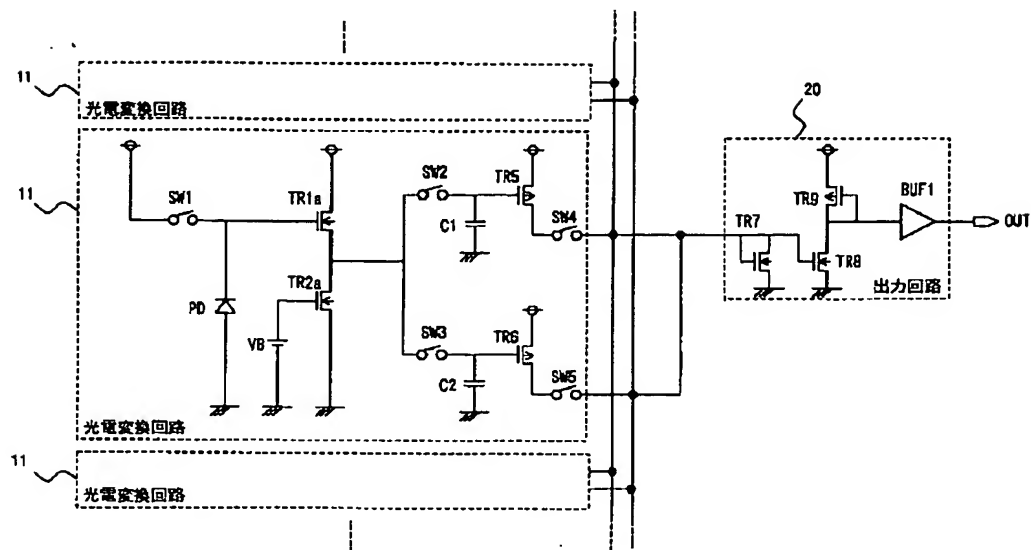 11
光電変換回路
11
SW1
TR1a
TR2a
PD
VB
SW2
C1
TR5
SW4
SW3
C2
TR6
SW5
光電変換回路
11
光電変換回路
20
TR9
BUF1
OUT
TR7
TR8
出力回路